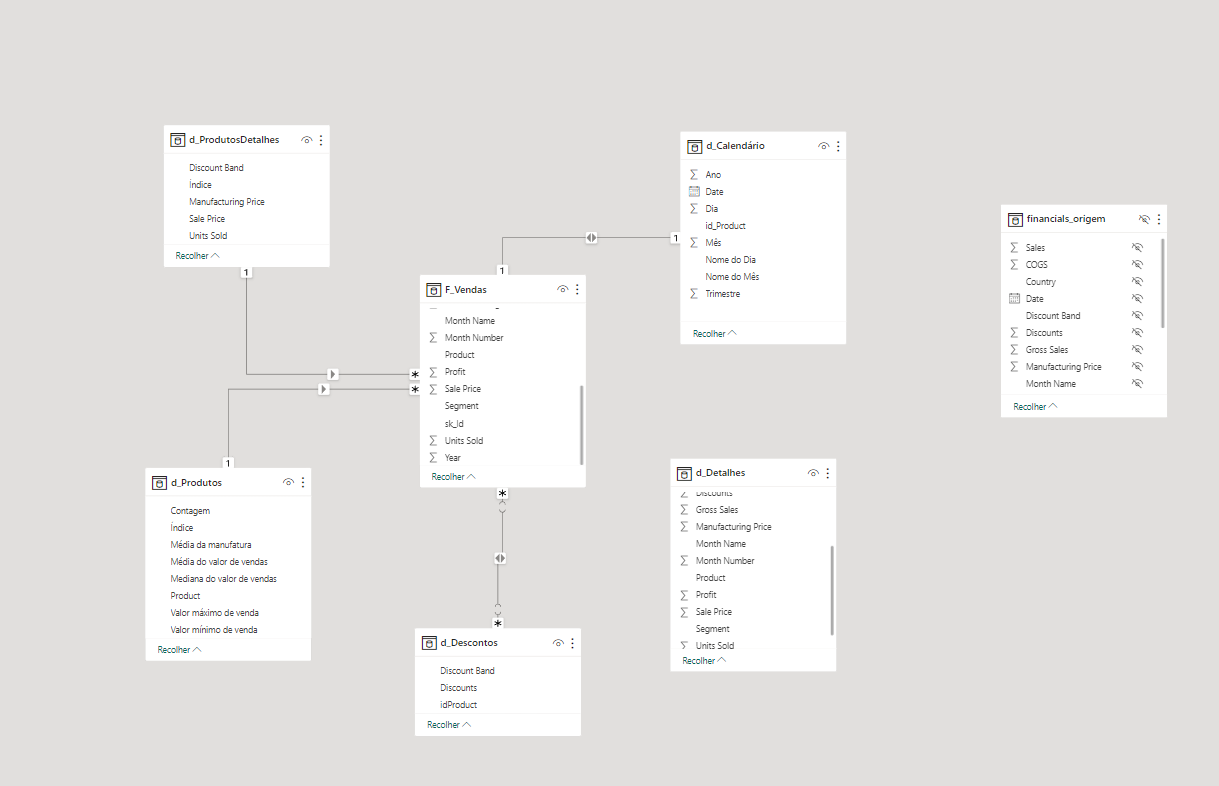 d_ProdutosDetalhes
Discount Band
Índice
Manufacturing Price
Sale Price
Units Sold
Recolher
1
d_Calendário
Ano
Date
Dia
id_Product
Mês
Nome do Dia
Nome do Mês
Trimestre
Recolher
1
financials_origem
Sales
COGS
Country
Date
Discount Band
Discounts
Gross Sales
Manufacturing Price
Month Name
Recolher
1
F_Vendas
Month Name
Month Number
Product
Profit
Sale Price
Segment
sk_Id
Units Sold
Year
Recolher
*
*
*
1
d_Produtos
Contagem
Índice
Média da manufatura
Média do valor de vendas
Mediana do valor de vendas
Product
Valor máximo de venda
Valor mínimo de venda
Recolher
d_Detalhes
Discounts
Gross Sales
Manufacturing Price
Month Name
Month Number
Product
Profit
Sale Price
Segment
Units Sold
Recolher
*
d_Descontos
Discount Band
Discounts
idProduct
Recolher